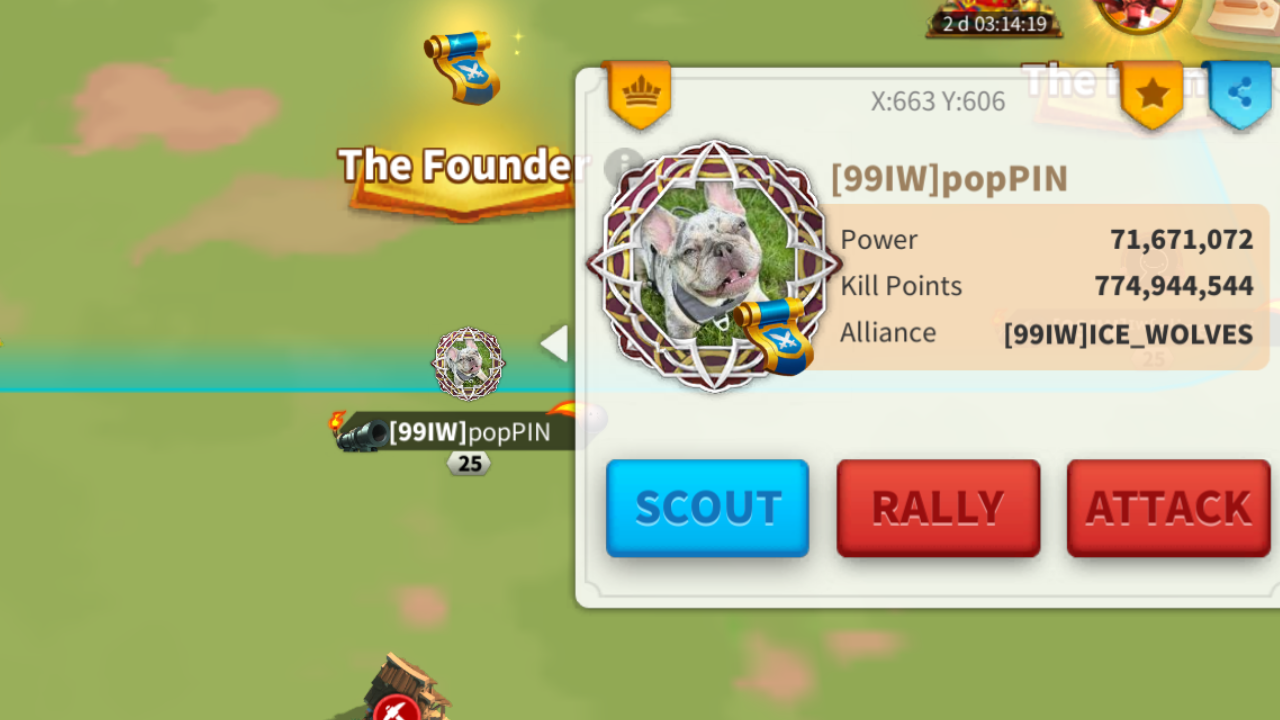 2 d 03:14:19
The
X:663 Y:606
The Founder
[99IW]popPIN
Power 71,671,072
Kill Points 774,944,544
Alliance [99IW]ICE_WOLVES
[99IW]popPIN
25
SCOUT RALLY ATTACK